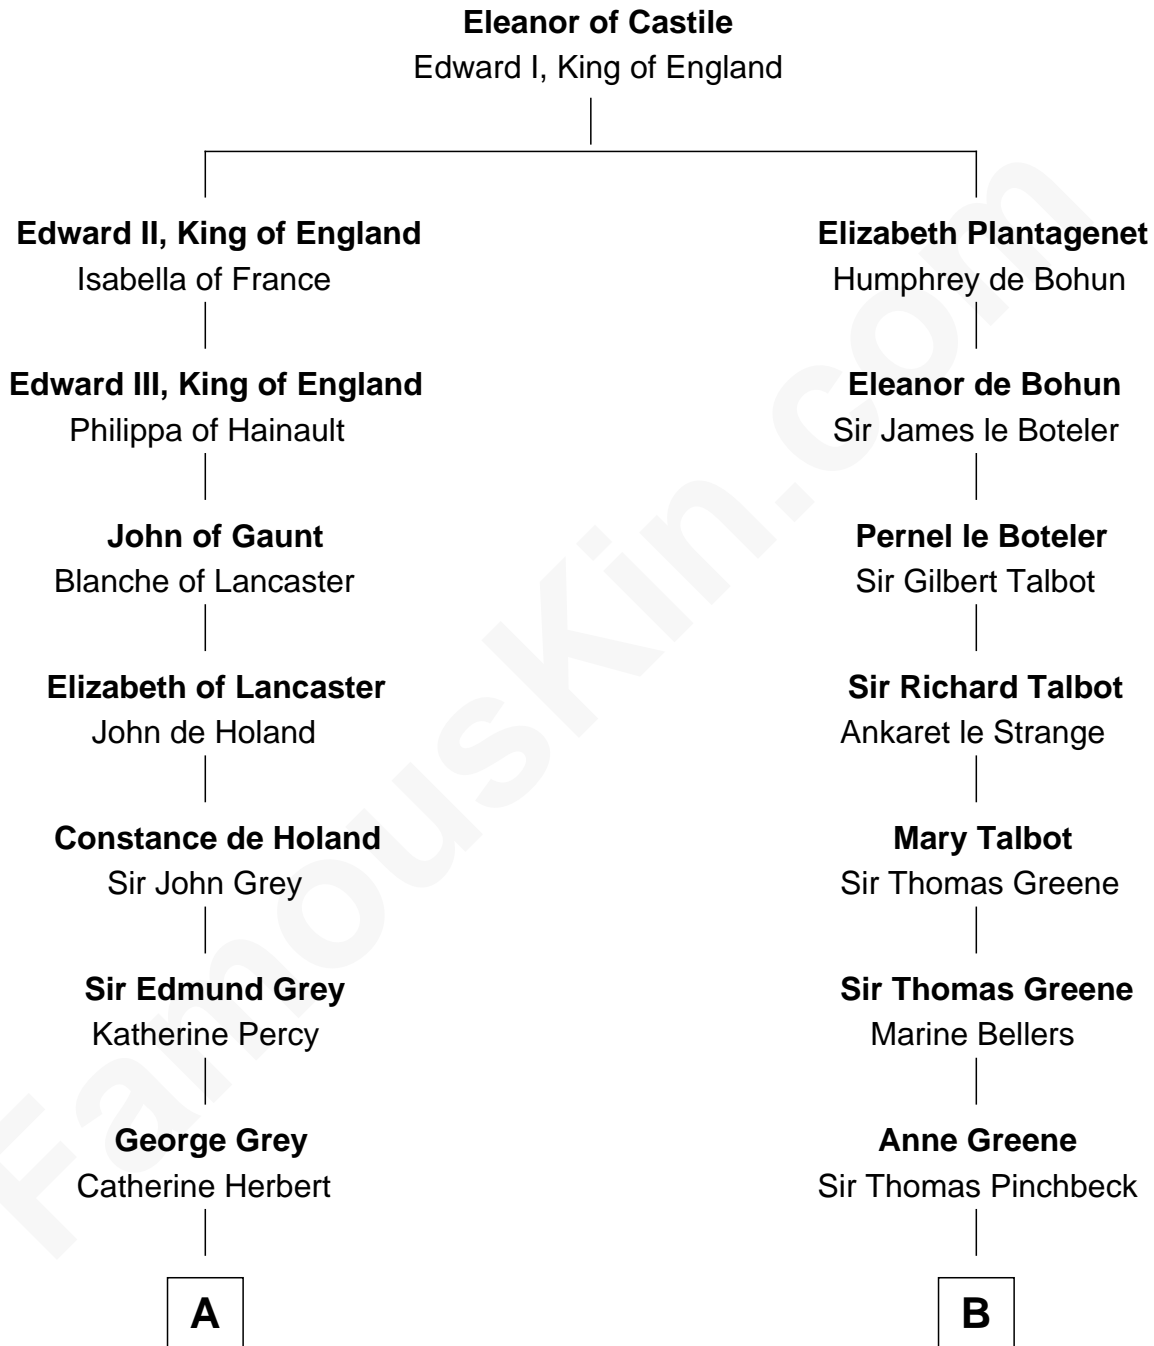 Eleanor of Castile
Edward I, King of England
Edward II, King of England
Isabella of France
Edward III, King of England
Philippa of Hainault
John of Gaunt
Blanche of Lancaster
Elizabeth of Lancaster
John de Holand
Constance de Holand
Sir John Grey
Sir Edmund Grey
Katherine Percy
George Grey
Catherine Herbert
A
Elizabeth Plantagenet
Humphrey de Bohun
Eleanor de Bohun
Sir James le Boteler
Pernel le Boteler
Sir Gilbert Talbot
Sir Richard Talbot
Ankaret le Strange
Mary Talbot
Sir Thomas Greene
Sir Thomas Greene
Marine Bellers
Anne Greene
Sir Thomas Pinchbeck
B
FamousKin.com